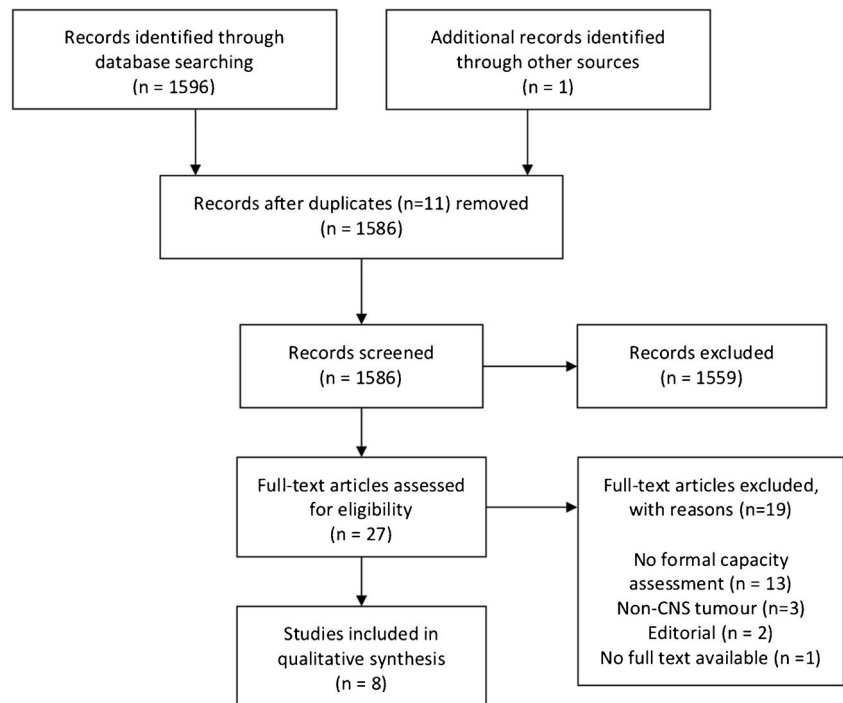 Records identified through
database searching
(n = 1596)
Additional records identified
through other sources
(n = 1)
Records after duplicates (n=11) removed
(n = 1586)
Records screened
(n = 1586)
Records excluded
(n = 1559)
Full-text articles assessed
for eligibility
(n = 27)
Full-text articles excluded,
with reasons (n=19)
No formal capacity
assessment (n = 13)
Non-CNS tumour (n=3)
Editorial (n = 2)
No full text available (n =1)
Studies included in
qualitative synthesis
(n = 8)